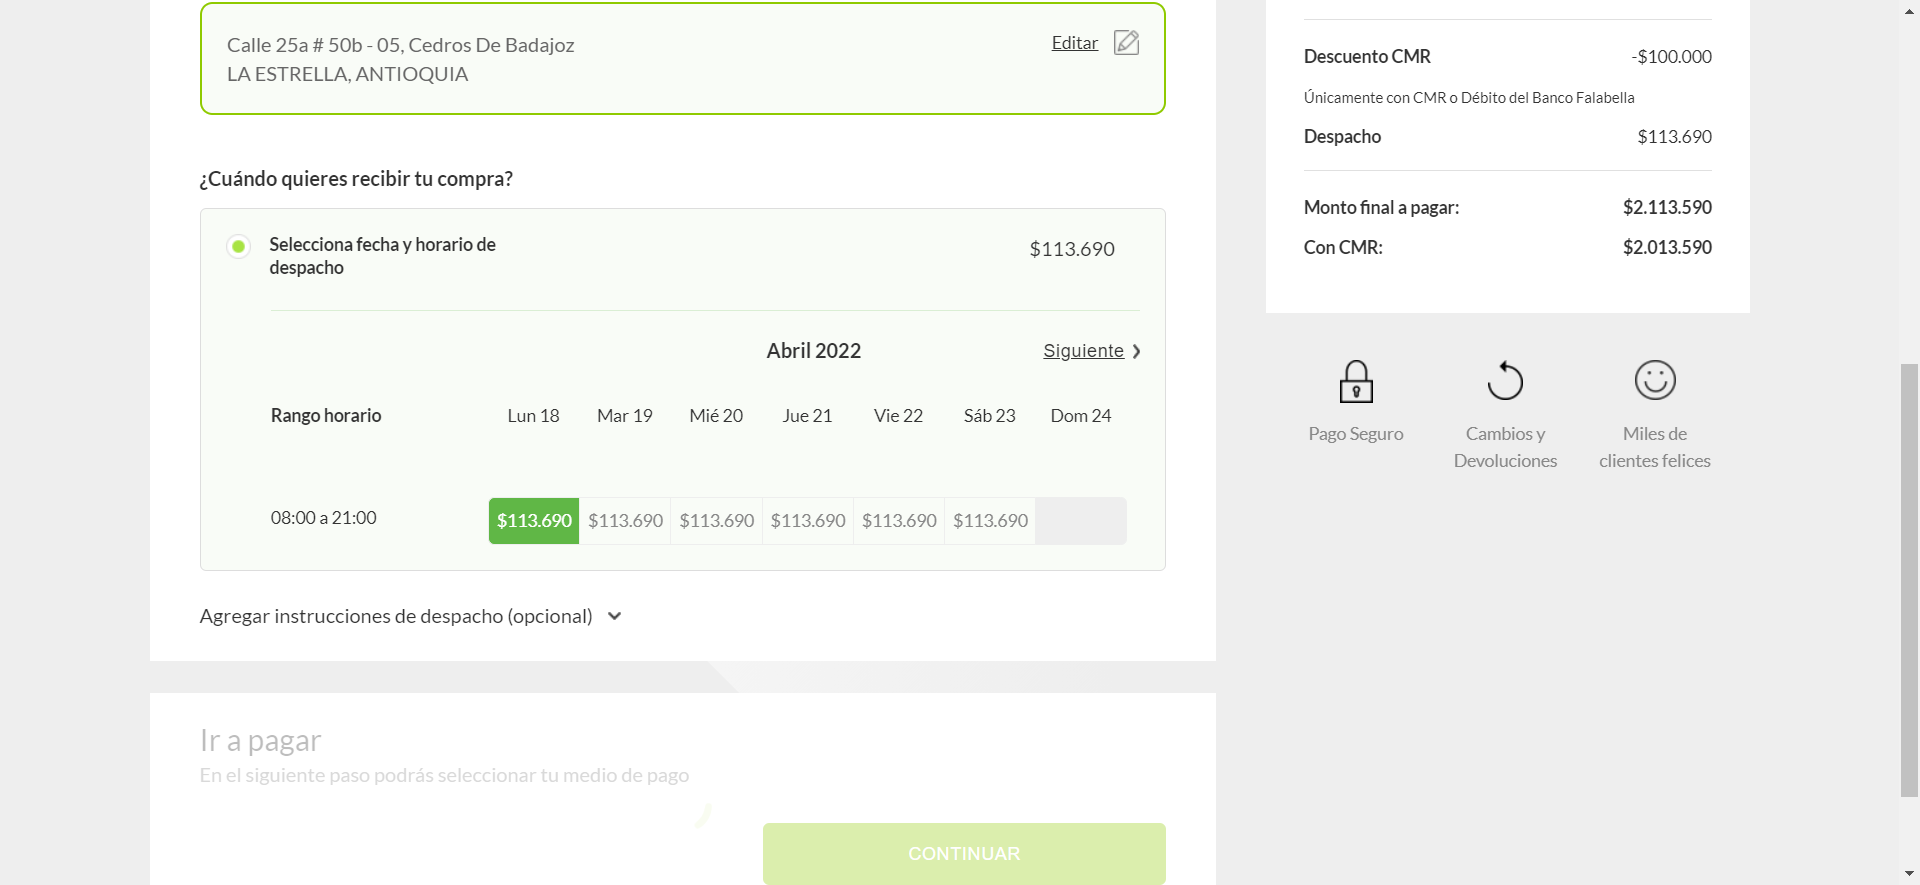 Calle 25a # 50b - 05, Cedros De Badajoz
LA ESTRELLA, ANTIOQUIA
Editar
¿Cuándo quieres recibir tu compra?
Selecciona fecha y horario de
despacho
$113.690
Abril 2022
Siguiente
Rango horario Lun 18 Mar 19 Mié 20 Jue 21 Vie 22 Sáb 23 Dom 24
08:00 a 21:00 $113.690 $113.690 $113.690 $113.690 $113.690 $113.690
Agregar instrucciones de despacho (opcional)
Ir a pagar
En el siguiente paso podrás seleccionar tu medio de pago
CONTINUAR
Descuento CMR -$100.000
Únicamente con CMR o Débito del Banco Falabella
Despacho $113.690
Monto final a pagar: $2.113.590
Con CMR: $2.013.590
Pago Seguro
Cambios y
Devoluciones
Miles de
clientes felices